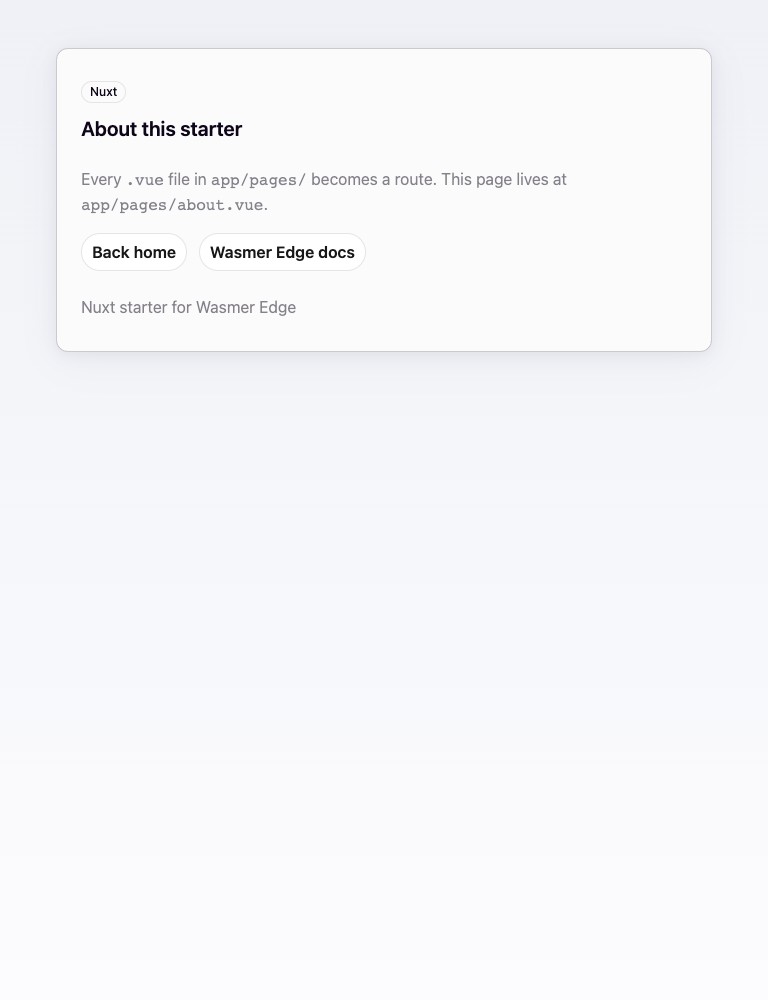 Nuxt
About this starter
Every .vue file in app/pages/ becomes a route. This page lives at
app/pages/about.vue.
Back home
Wasmer Edge docs
Nuxt starter for Wasmer Edge